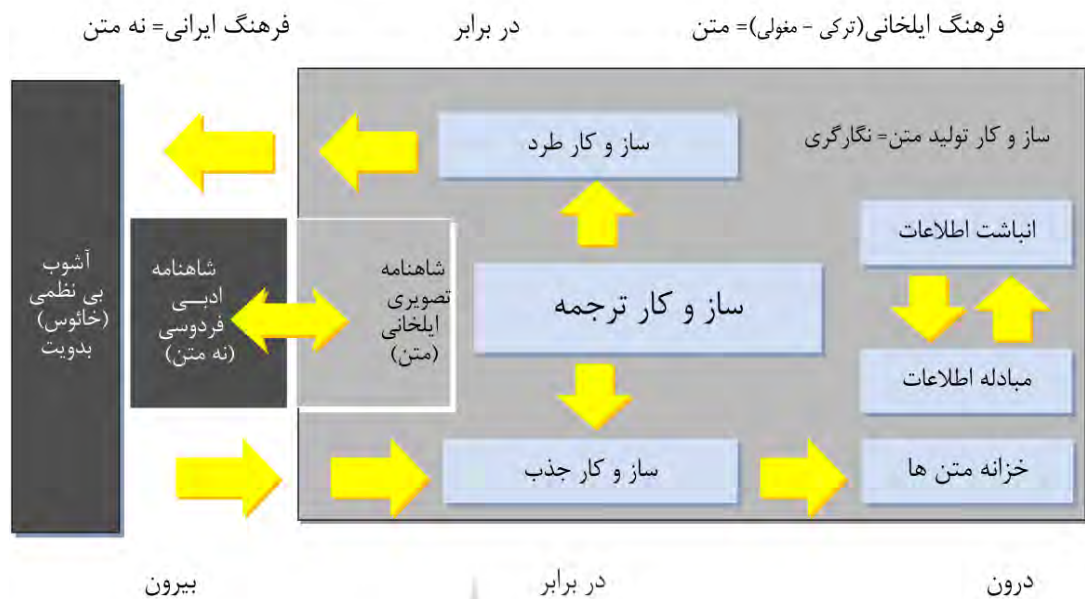 فرهنگ ایلخانی(ترکی - مغولی)= متن
در برابر
فرهنگ ایرانی= نه متن
ساز و کار تولید متن= نگارگری
ساز و کار طرد
انباشت اطلاعات
ساز و کار ترجمه
مبادله اطلاعات
ساز و کار جذب
خزانه متن ها
شاهنامه
تصویری
ایلخانی
(متن)
شاهنامه
ادبــی
فردوسی
(نه متن)
آشوب
بی نظمی
(خائوس)
بدویت
درون
در برابر
بیرون